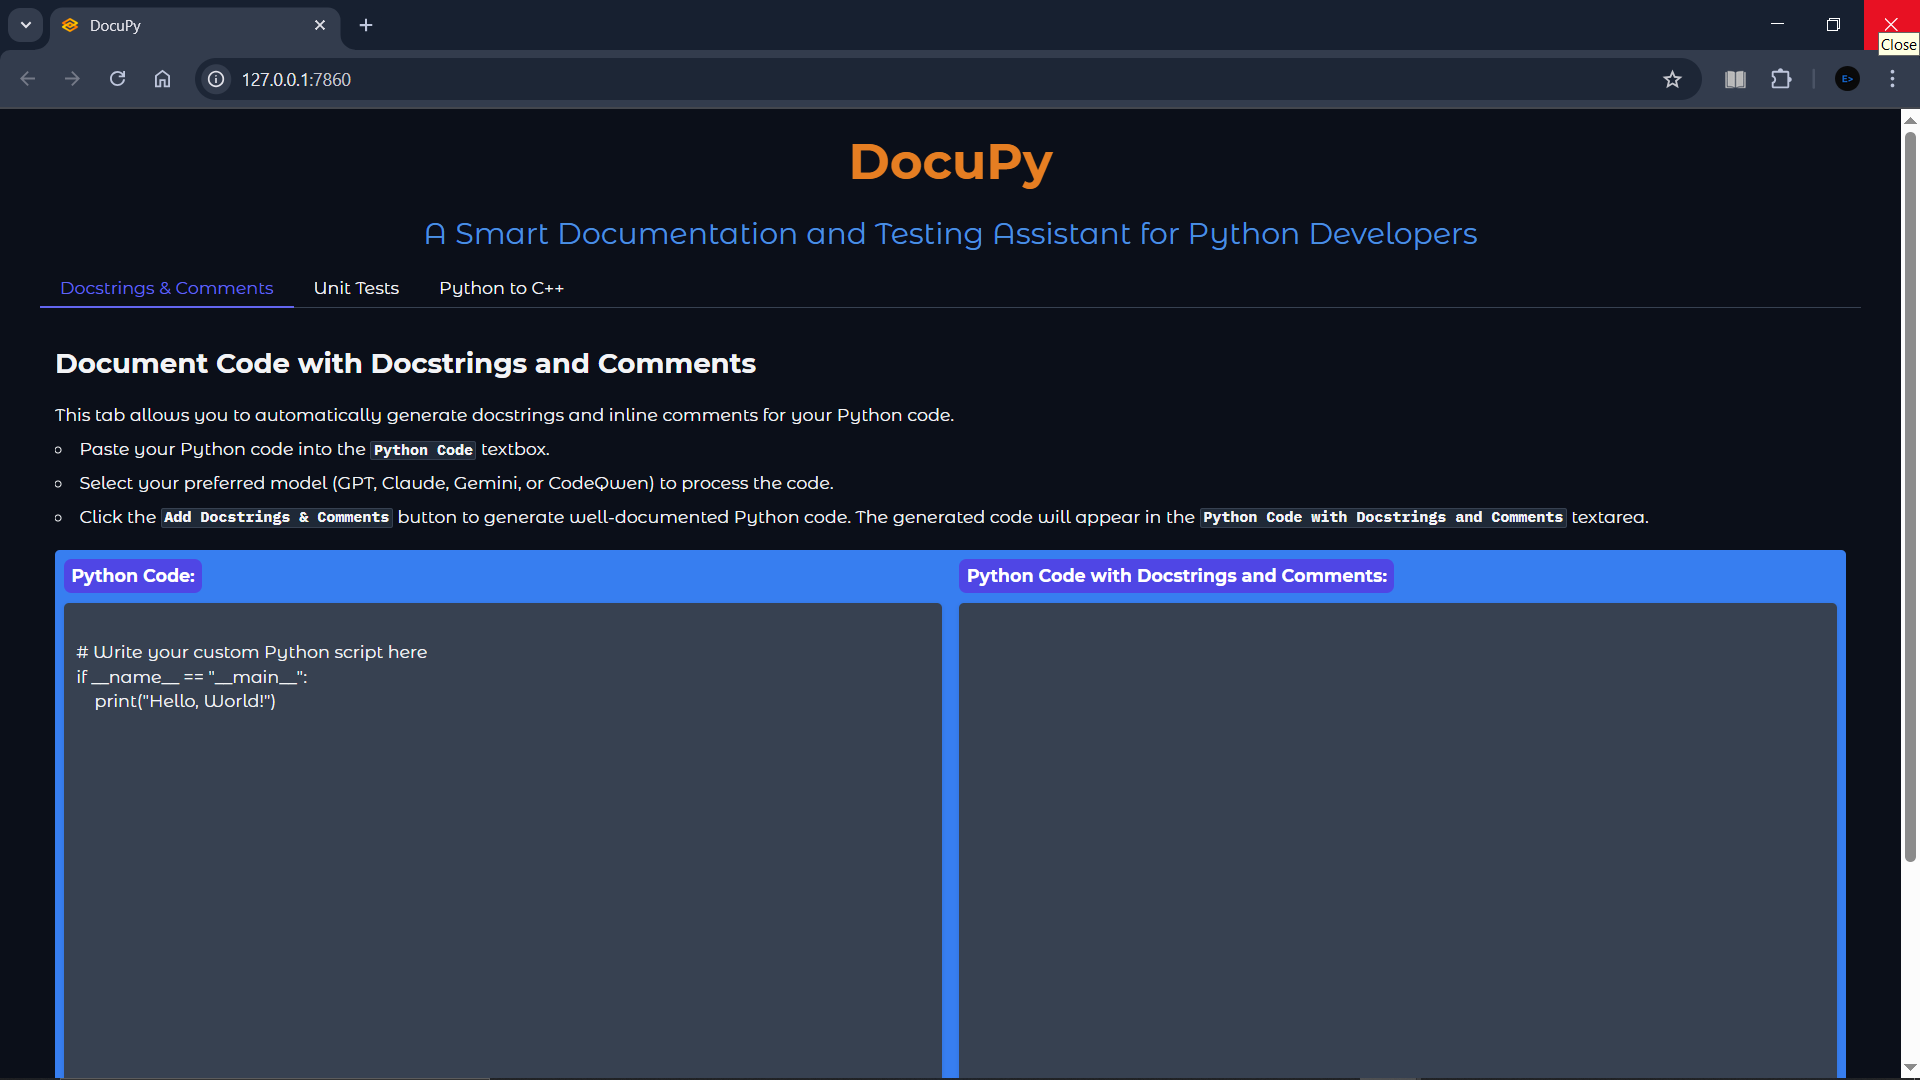 DocuPy
Close
127.0.0.1:7860
E>
DocuPy
A Smart Documentation and Testing Assistant for Python Developers
Docstrings & Comments
Unit Tests
Python to C++
Document Code with Docstrings and Comments
This tab allows you to automatically generate docstrings and inline comments for your Python code.
Paste your Python code into the Python Code textbox.
Select your preferred model (GPT, Claude, Gemini, or CodeQwen) to process the code.
Click the Add Docstrings & Comments button to generate well-documented Python code. The generated code will appear in the Python Code with Docstrings and Comments textarea.
Python Code:
Python Code with Docstrings and Comments:
# Write your custom Python script here
if __name__ == "__main__":
    print("Hello, World!")